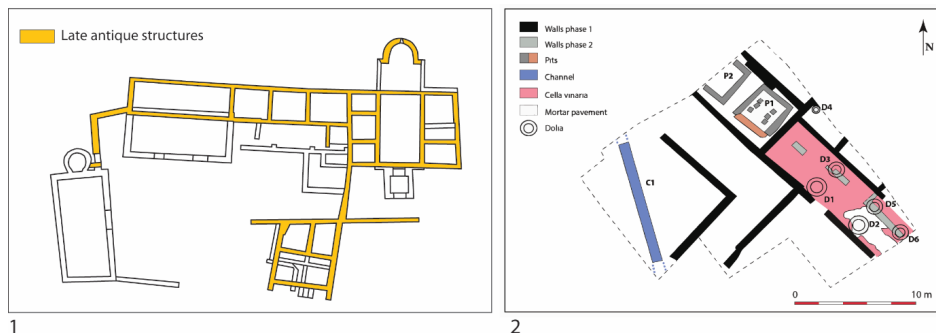 Late antique structures
1
Walls phase 1
Walls phase 2
Pits
Channel
Cella vinaria
Mortar pavement
Dolia
N
P2
P1
D4
D3
C1
D1
D5
D2
D6
0
10 m
2